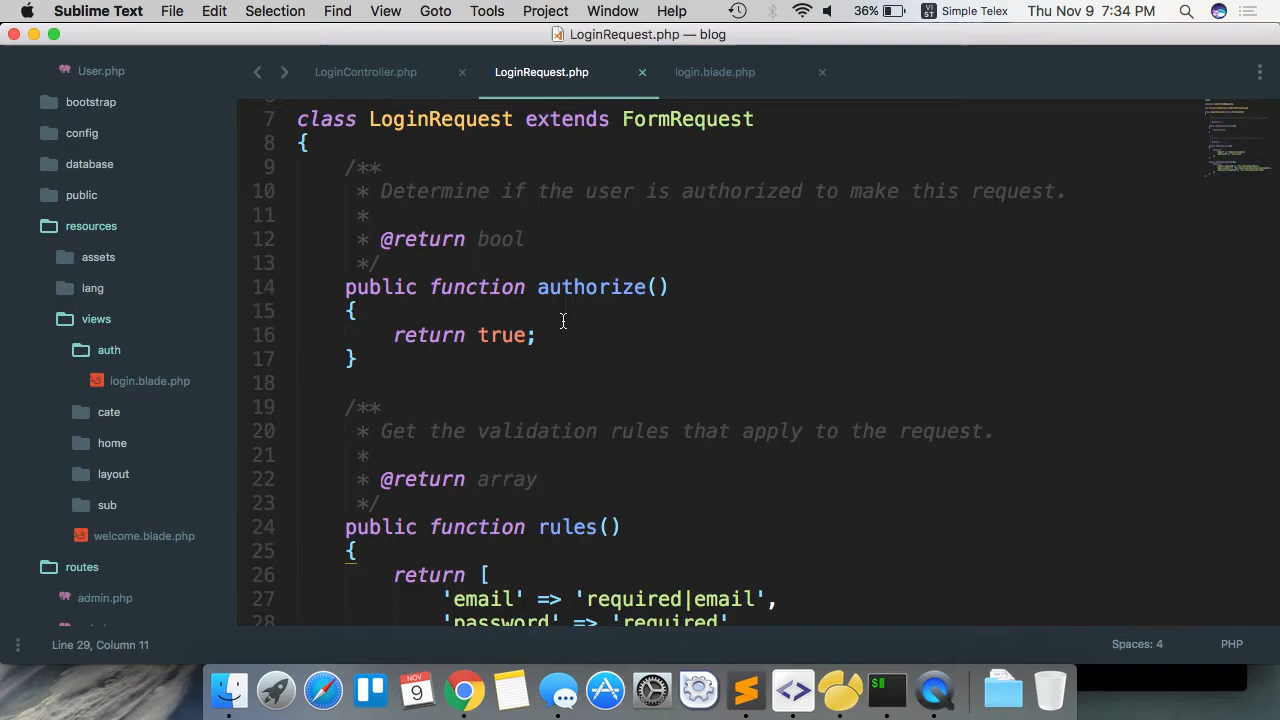 Sublime Text File Edit Selection Find View Goto Tools Project Window Help 36% VI ST Simple Telex Thu Nov 9 7:34 PM
LoginRequest.php — blog
User.php
bootstrap
config
database
public
resources
assets
lang
views
auth
login.blade.php
cate
home
layout
sub
welcome.blade.php
routes
admin.php
LoginController.php × LoginRequest.php × login.blade.php ×
7 class LoginRequest extends FormRequest
8 {
9 /**
10 * Determine if the user is authorized to make this request.
11 *
12 * @return bool
13 */
14 public function authorize()
15 {
16 return true;
17 }
18
19 /**
20 * Get the validation rules that apply to the request.
21 *
22 * @return array
23 */
24 public function rules()
25 {
26 return [
27 'email' => 'required|email',
28 'password' => 'required'
Line 29, Column 11 Spaces: 4 PHP
NOV
9
$